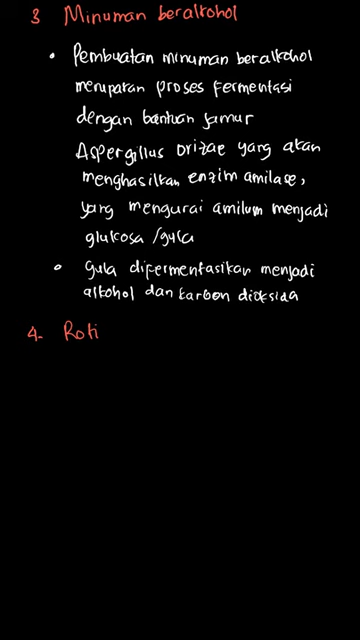 3 Minuman beralkohol
• Pembuatan minuman beralkohol
merupakan proses fermentasi
dengan bantuan jamur
Aspergillus orizae yang akan
menghasilkan enzim amilase,
yang mengurai amilum menjadi
glukosa/gula
• Gula difermentasikan menjadi
alkohol dan karbon dioksida
4. Roti